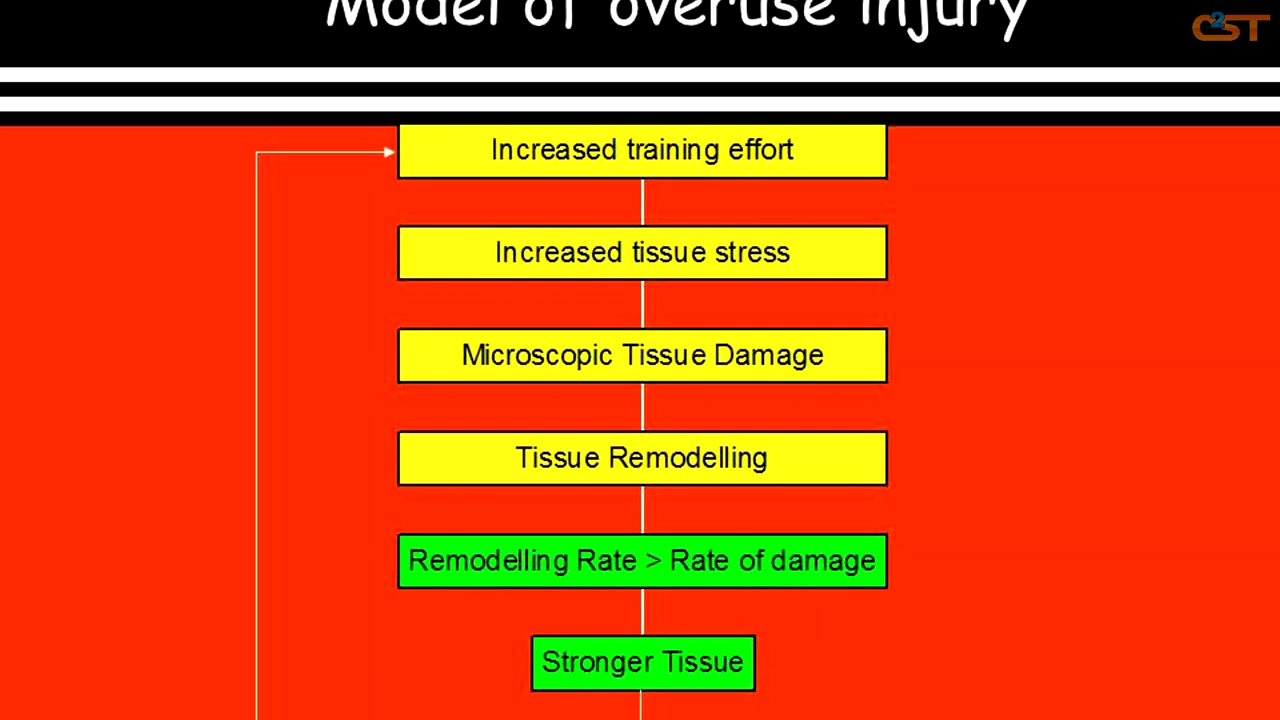 Model of overuse injury
C2ST
Increased training effort
Increased tissue stress
Microscopic Tissue Damage
Tissue Remodelling
Remodelling Rate > Rate of damage
Stronger Tissue